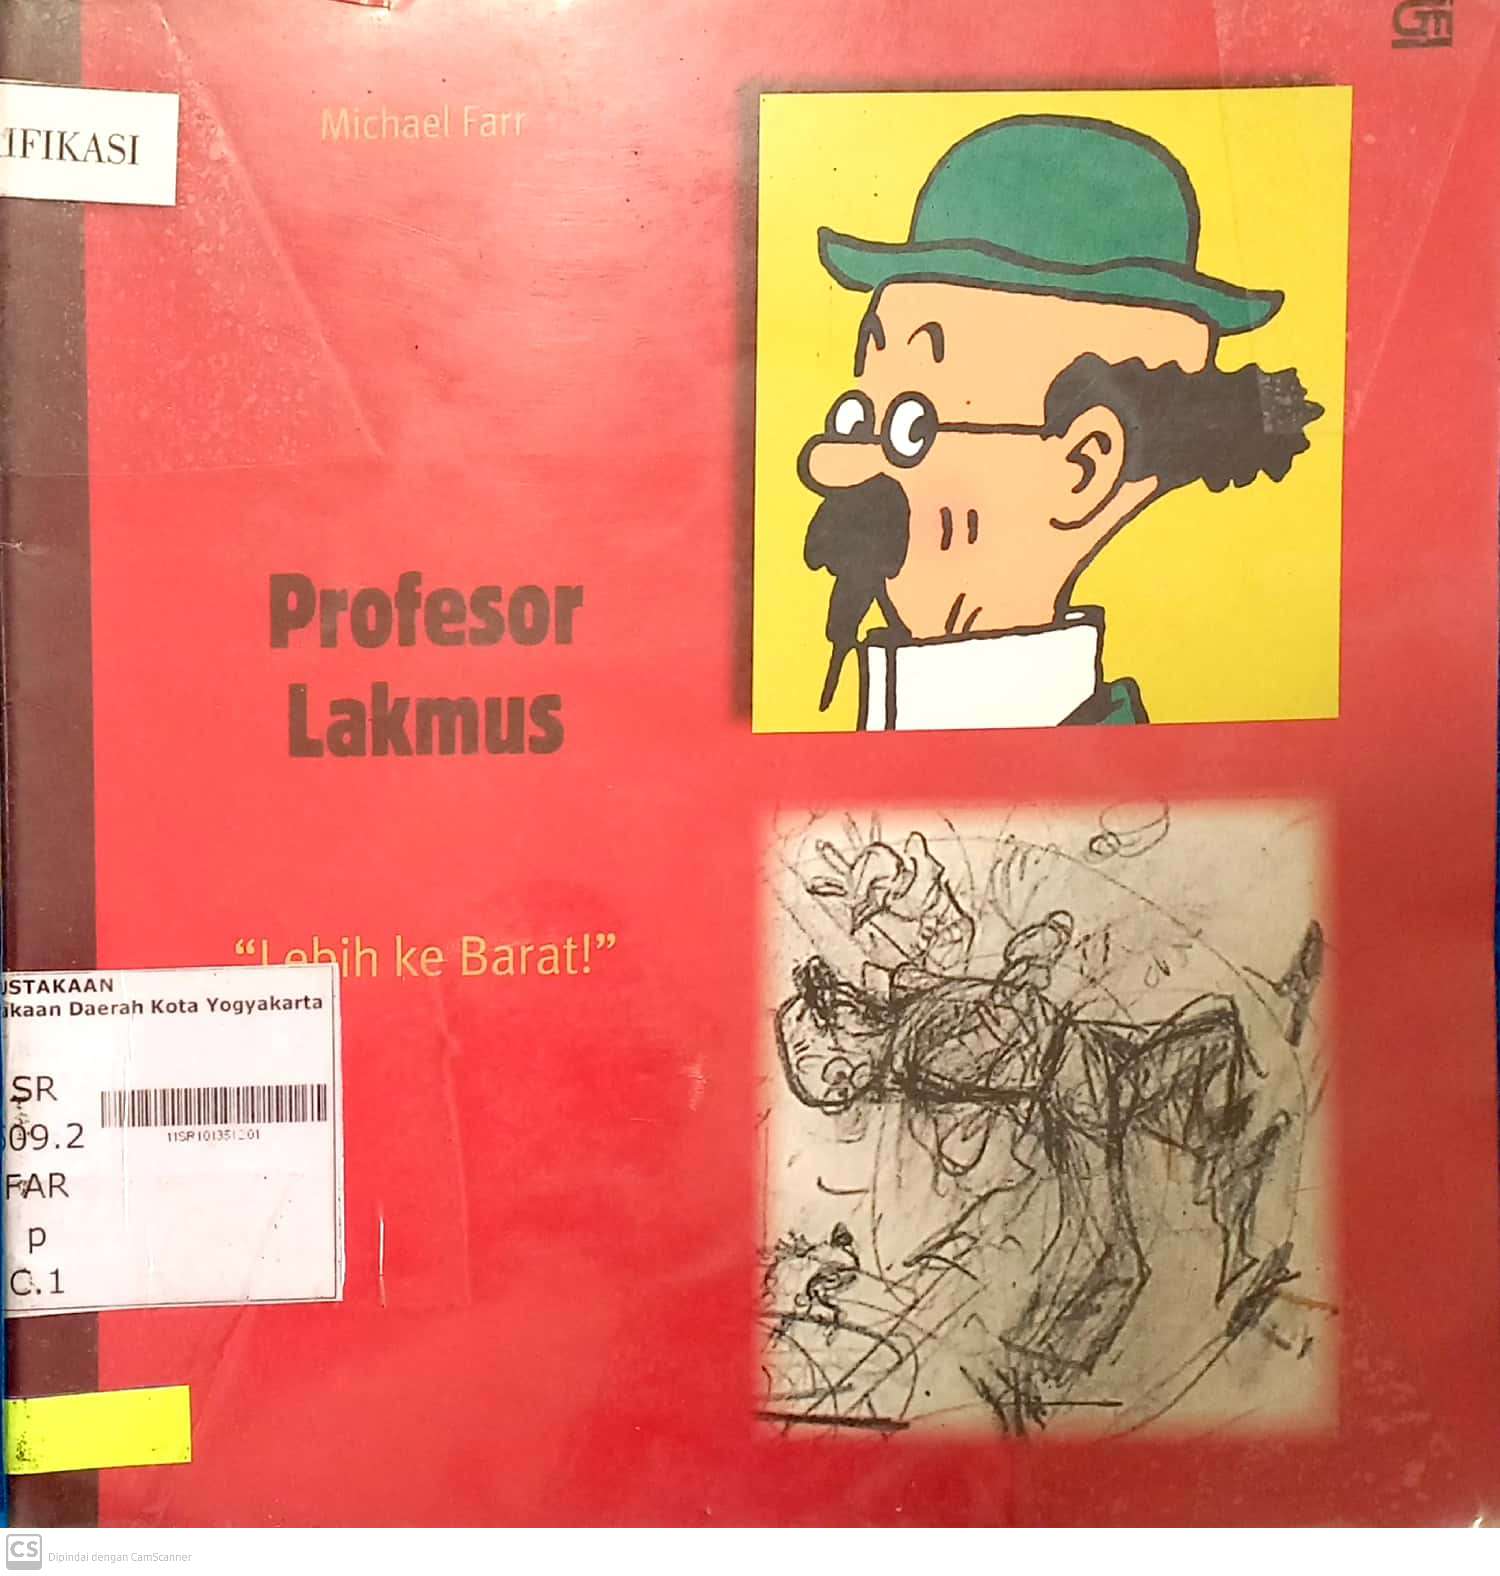 Michael Farr
IFIKASI
Profesor
Lakmus
“Lebih ke Barat!”
USTAKAAN
akaan Daerah Kota Yogyakarta
SR
09.2
FAR
p
C.1
CS
Dipindai dengan CamScanner